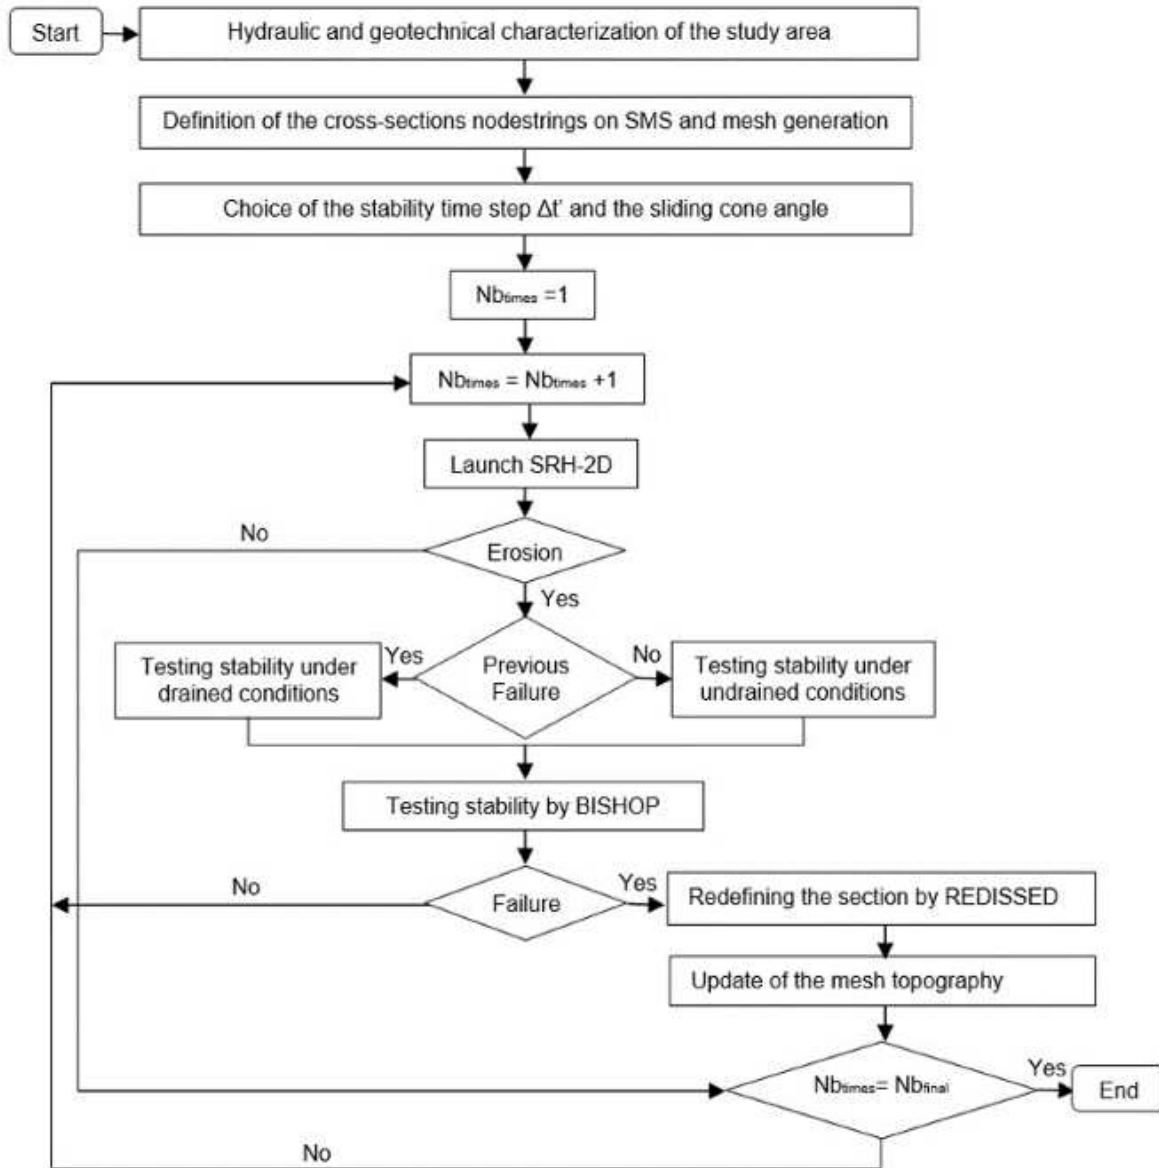 Start
Hydraulic and geotechnical characterization of the study area
Definition of the cross-sections nodestrings on SMS and mesh generation
Choice of the stability time step Δt' and the sliding cone angle
Nbtimes =1
Nbtimes = Nbtimes +1
Launch SRH-2D
No
Erosion
Yes
Testing stability under
drained conditions
Yes
Previous
Failure
No
Testing stability under
undrained conditions
Testing stability by BISHOP
No
Failure
Yes
Redefining the section by REDISSED
Update of the mesh topography
Nbtimes= Nbfinal
Yes
End
No